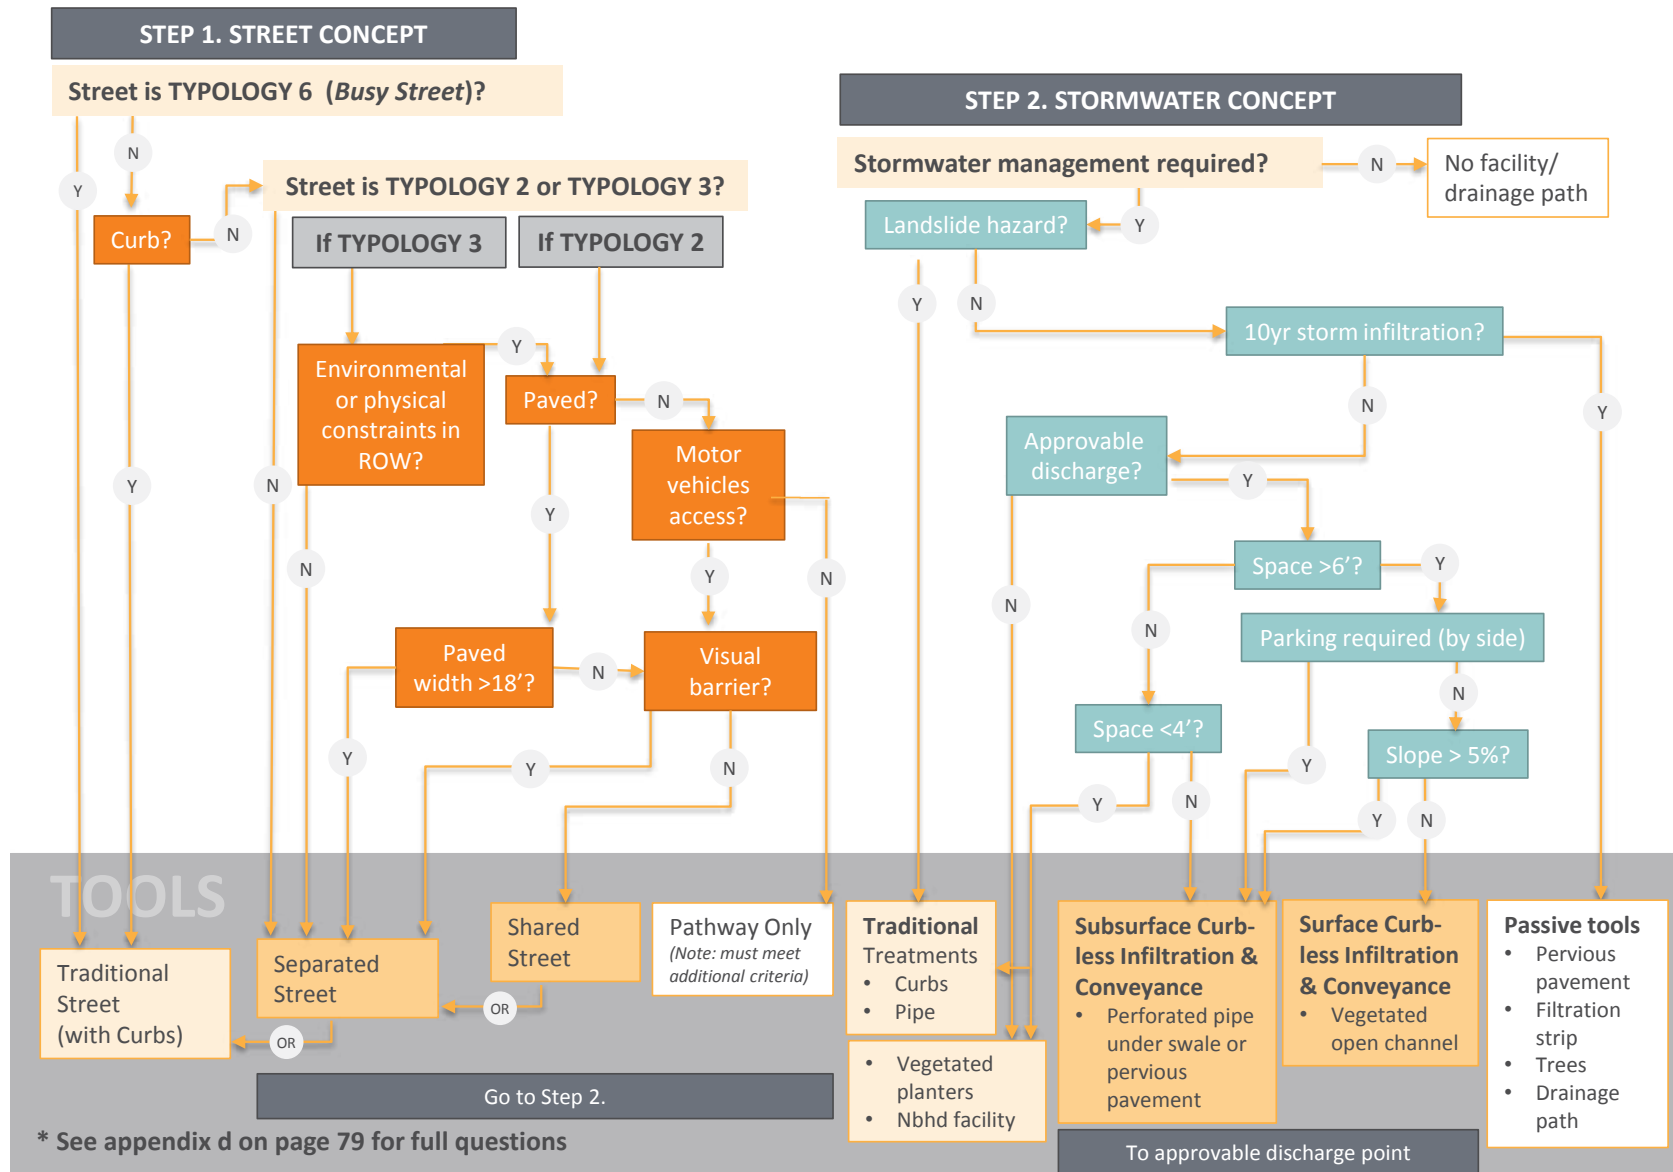 STEP 1. STREET CONCEPT
Street is TYPOLOGY 6 (Busy Street)?
N
Y
Curb?
N
Street is TYPOLOGY 2 or TYPOLOGY 3?
If TYPOLOGY 3
If TYPOLOGY 2
Environmental
or physical
constraints in
ROW?
Y
Paved?
N
Motor
vehicles
access?
Y
N
Y
N
Y
N
Paved
width >18’?
N
Visual
barrier?
Y
Y
N
STEP 2. STORMWATER CONCEPT
Stormwater management required?
N
No facility/
drainage path
Y
Landslide hazard?
Y
N
10yr storm infiltration?
N
Y
Approvable
discharge?
Y
N
Space >6’?
Y
N
Parking required (by side)
N
Y
Space <4’?
Slope > 5%?
Y
N
Y
N
TOOLS
Traditional
Street
(with Curbs)
OR
Separated
Street
OR
Shared
Street
Pathway Only
(Note: must meet
additional criteria)
Go to Step 2.
* See appendix d on page 79 for full questions
Traditional
Treatments
• Curbs
• Pipe
• Vegetated
planters
• Nbhd facility
Subsurface Curb-
less Infiltration &
Conveyance
• Perforated pipe
under swale or
pervious
pavement
Surface Curb-
less Infiltration
& Conveyance
• Vegetated
open channel
Passive tools
• Pervious
pavement
• Filtration
strip
• Trees
• Drainage
path
To approvable discharge point